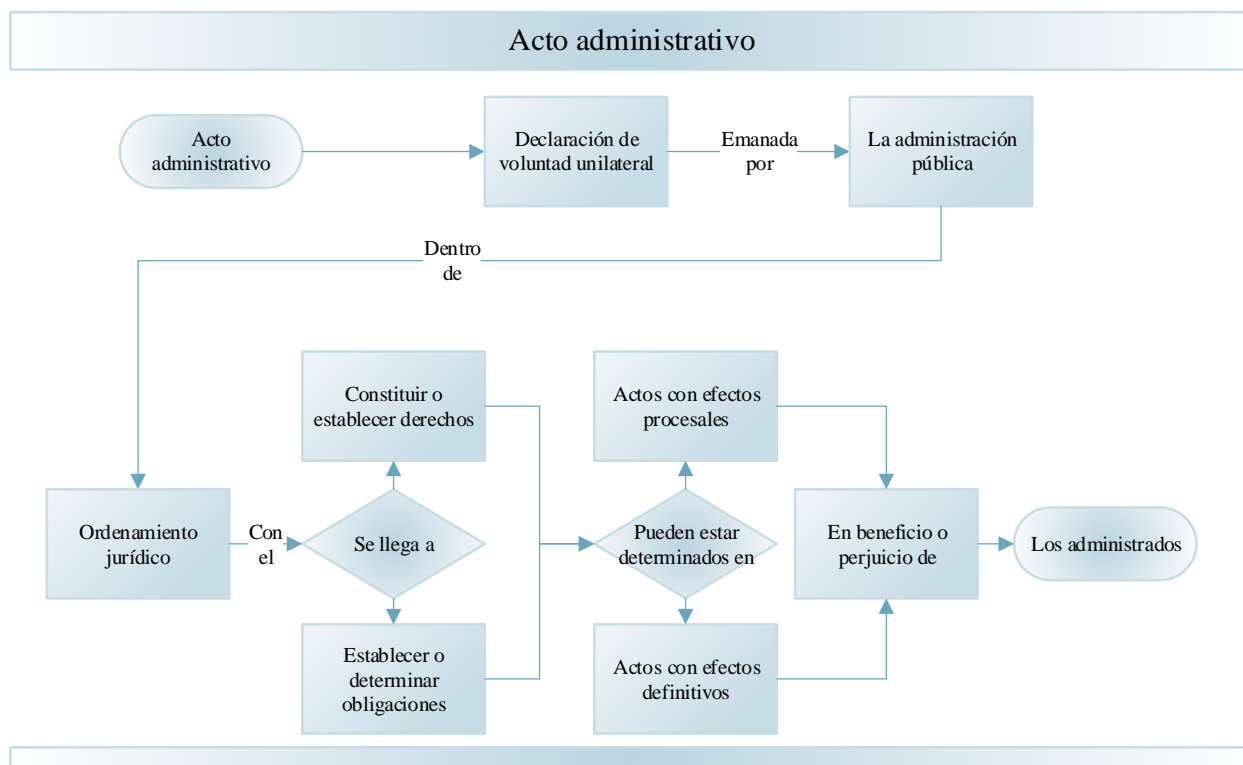 Acto administrativo
Acto
administrativo
Declaración de
voluntad unilateral
Emanada
por
La administración
pública
Dentro
de
Ordenamiento
jurídico
Con
el
Se llega a
Constituir o
establecer derechos
Establecer o
determinar
obligaciones
Pueden estar
determinados en
Actos con efectos
procesales
Actos con efectos
definitivos
En beneficio o
perjuicio de
Los administrados